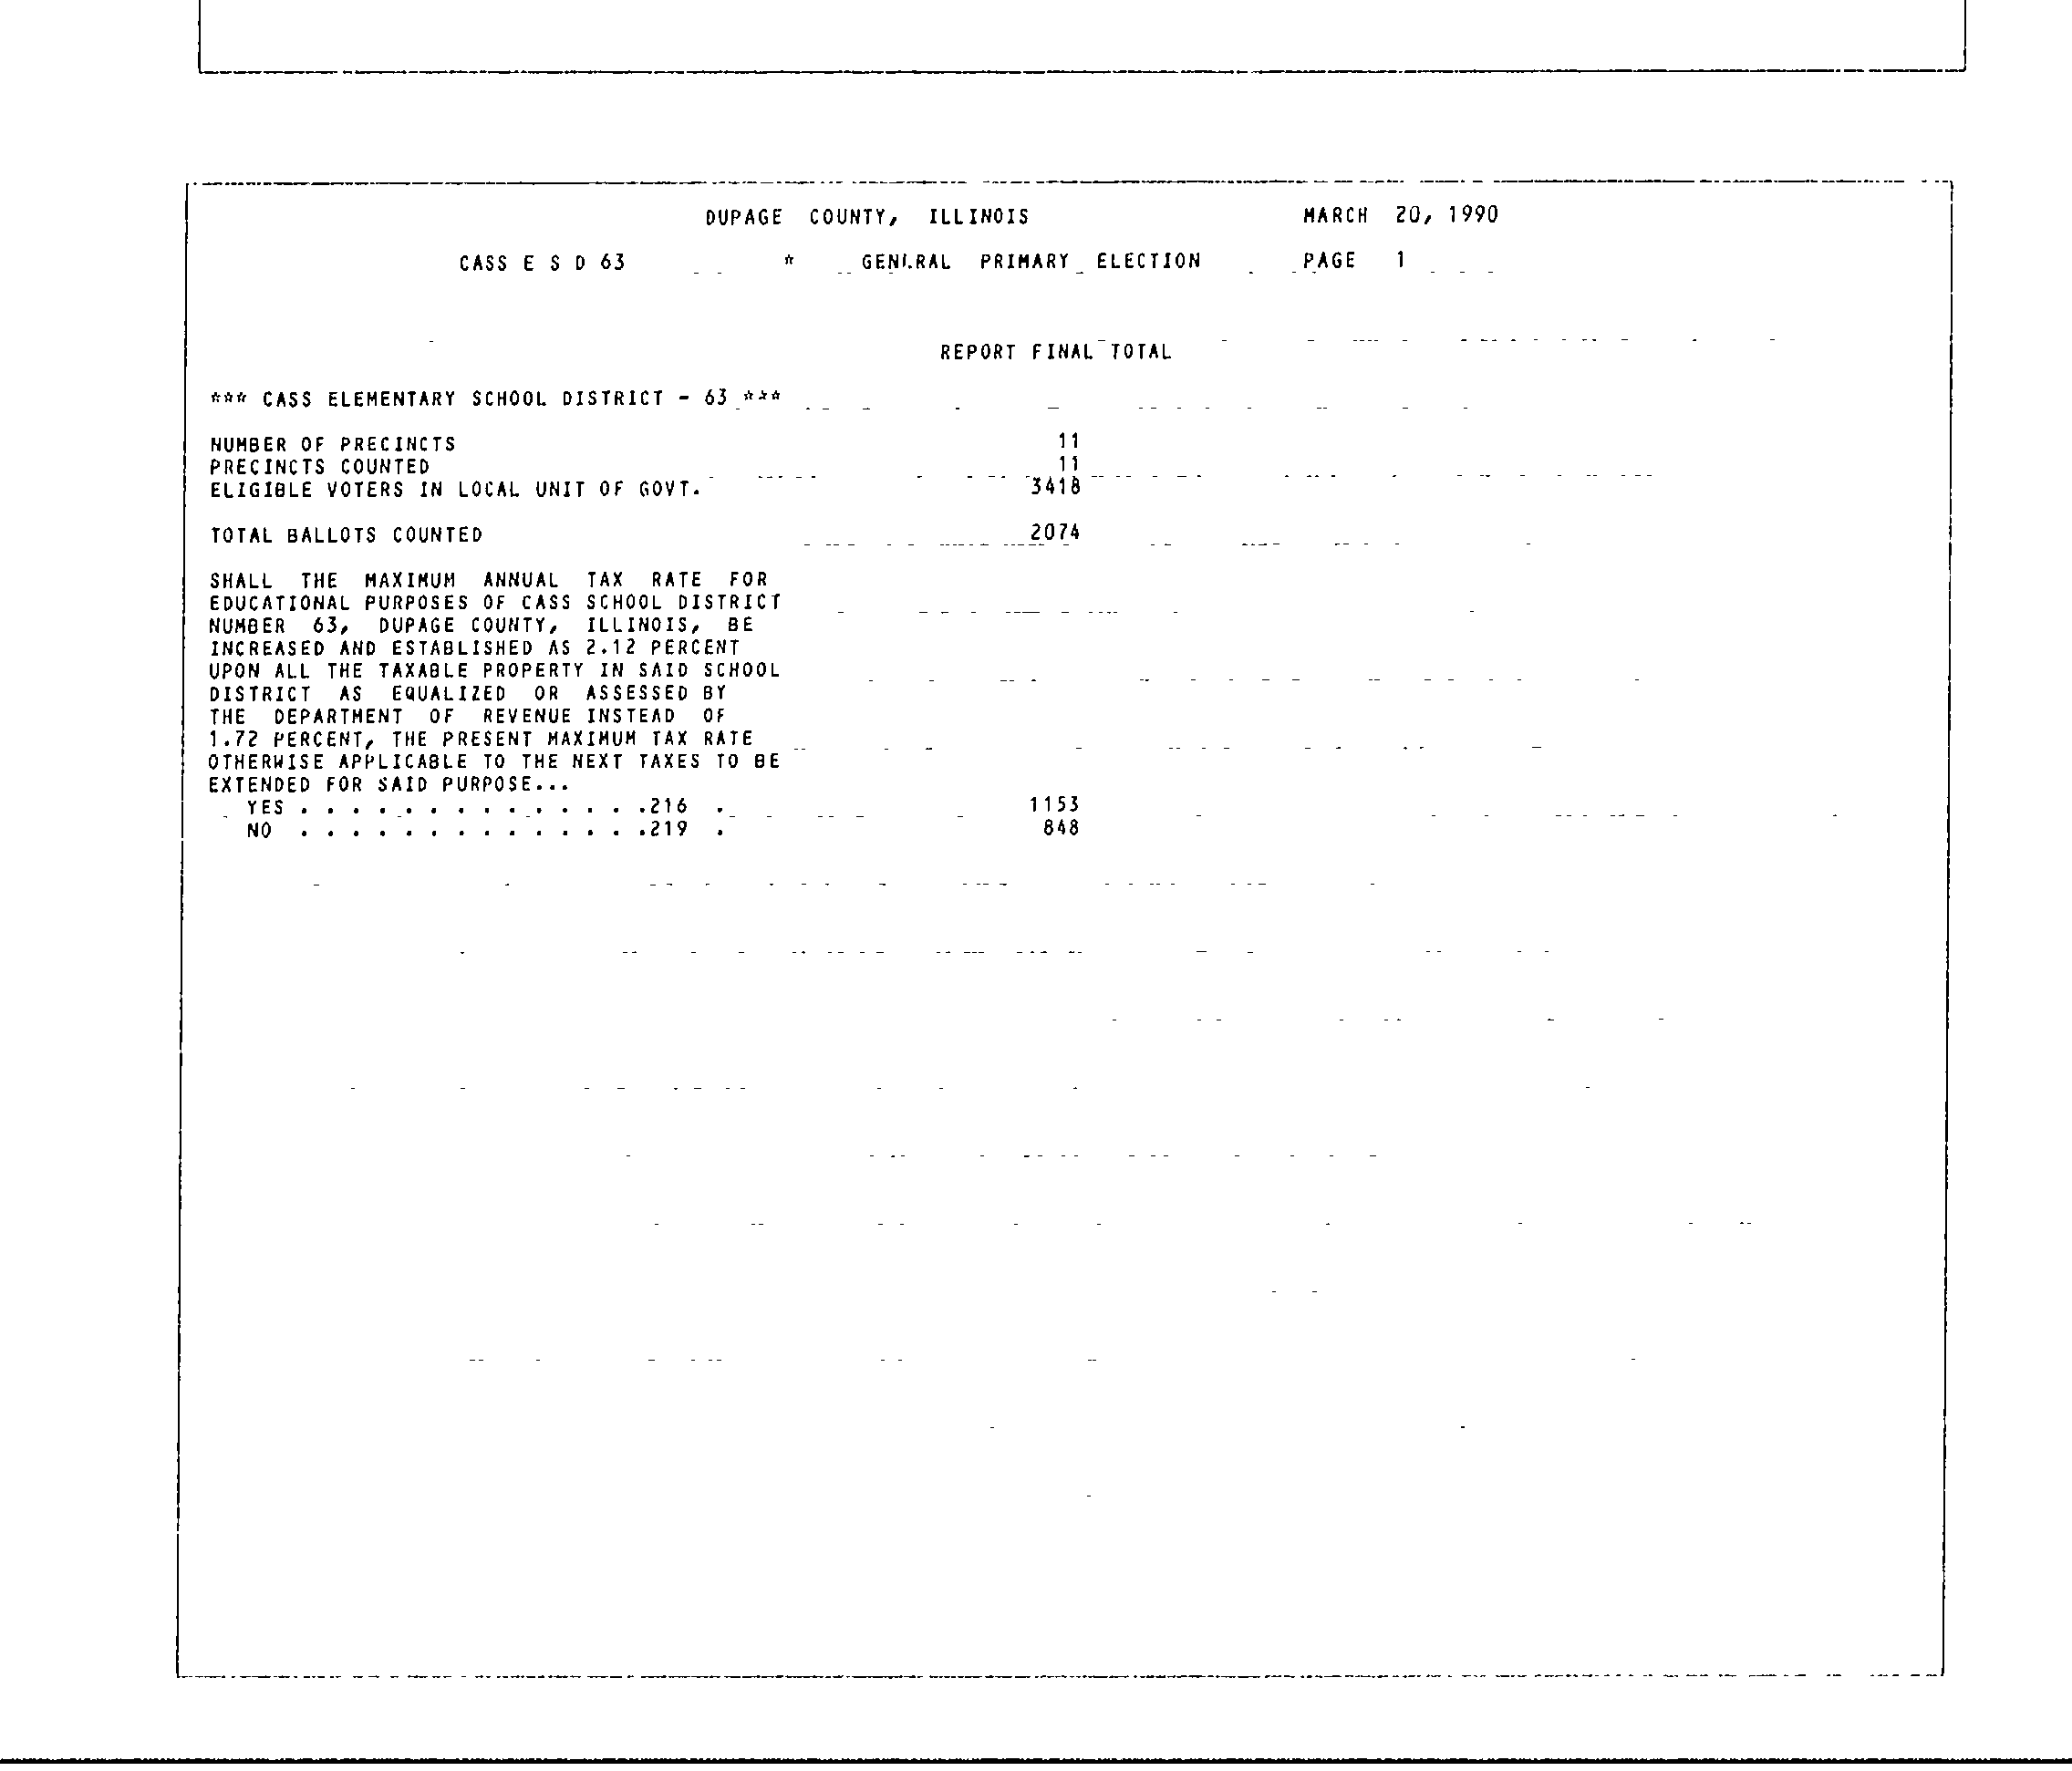 DUPAGE COUNTY, ILLINOIS MARCH 20, 1990
CASS E S D 63 * GENERAL PRIMARY ELECTION PAGE 1
REPORT FINAL TOTAL
*** CASS ELEMENTARY SCHOOL DISTRICT - 63 ***
NUMBER OF PRECINCTS 11
PRECINCTS COUNTED 11
ELIGIBLE VOTERS IN LOCAL UNIT OF GOVT. 3418
TOTAL BALLOTS COUNTED 2074
SHALL THE MAXIMUM ANNUAL TAX RATE FOR
EDUCATIONAL PURPOSES OF CASS SCHOOL DISTRICT
NUMBER 63, DUPAGE COUNTY, ILLINOIS, BE
INCREASED AND ESTABLISHED AS 2.12 PERCENT
UPON ALL THE TAXABLE PROPERTY IN SAID SCHOOL
DISTRICT AS EQUALIZED OR ASSESSED BY
THE DEPARTMENT OF REVENUE INSTEAD OF
1.72 PERCENT, THE PRESENT MAXIMUM TAX RATE
OTHERWISE APPLICABLE TO THE NEXT TAXES TO BE
EXTENDED FOR SAID PURPOSE...
YES . . . . . . . . . . . . . .216 . 1153
NO . . . . . . . . . . . . . .219 . 848